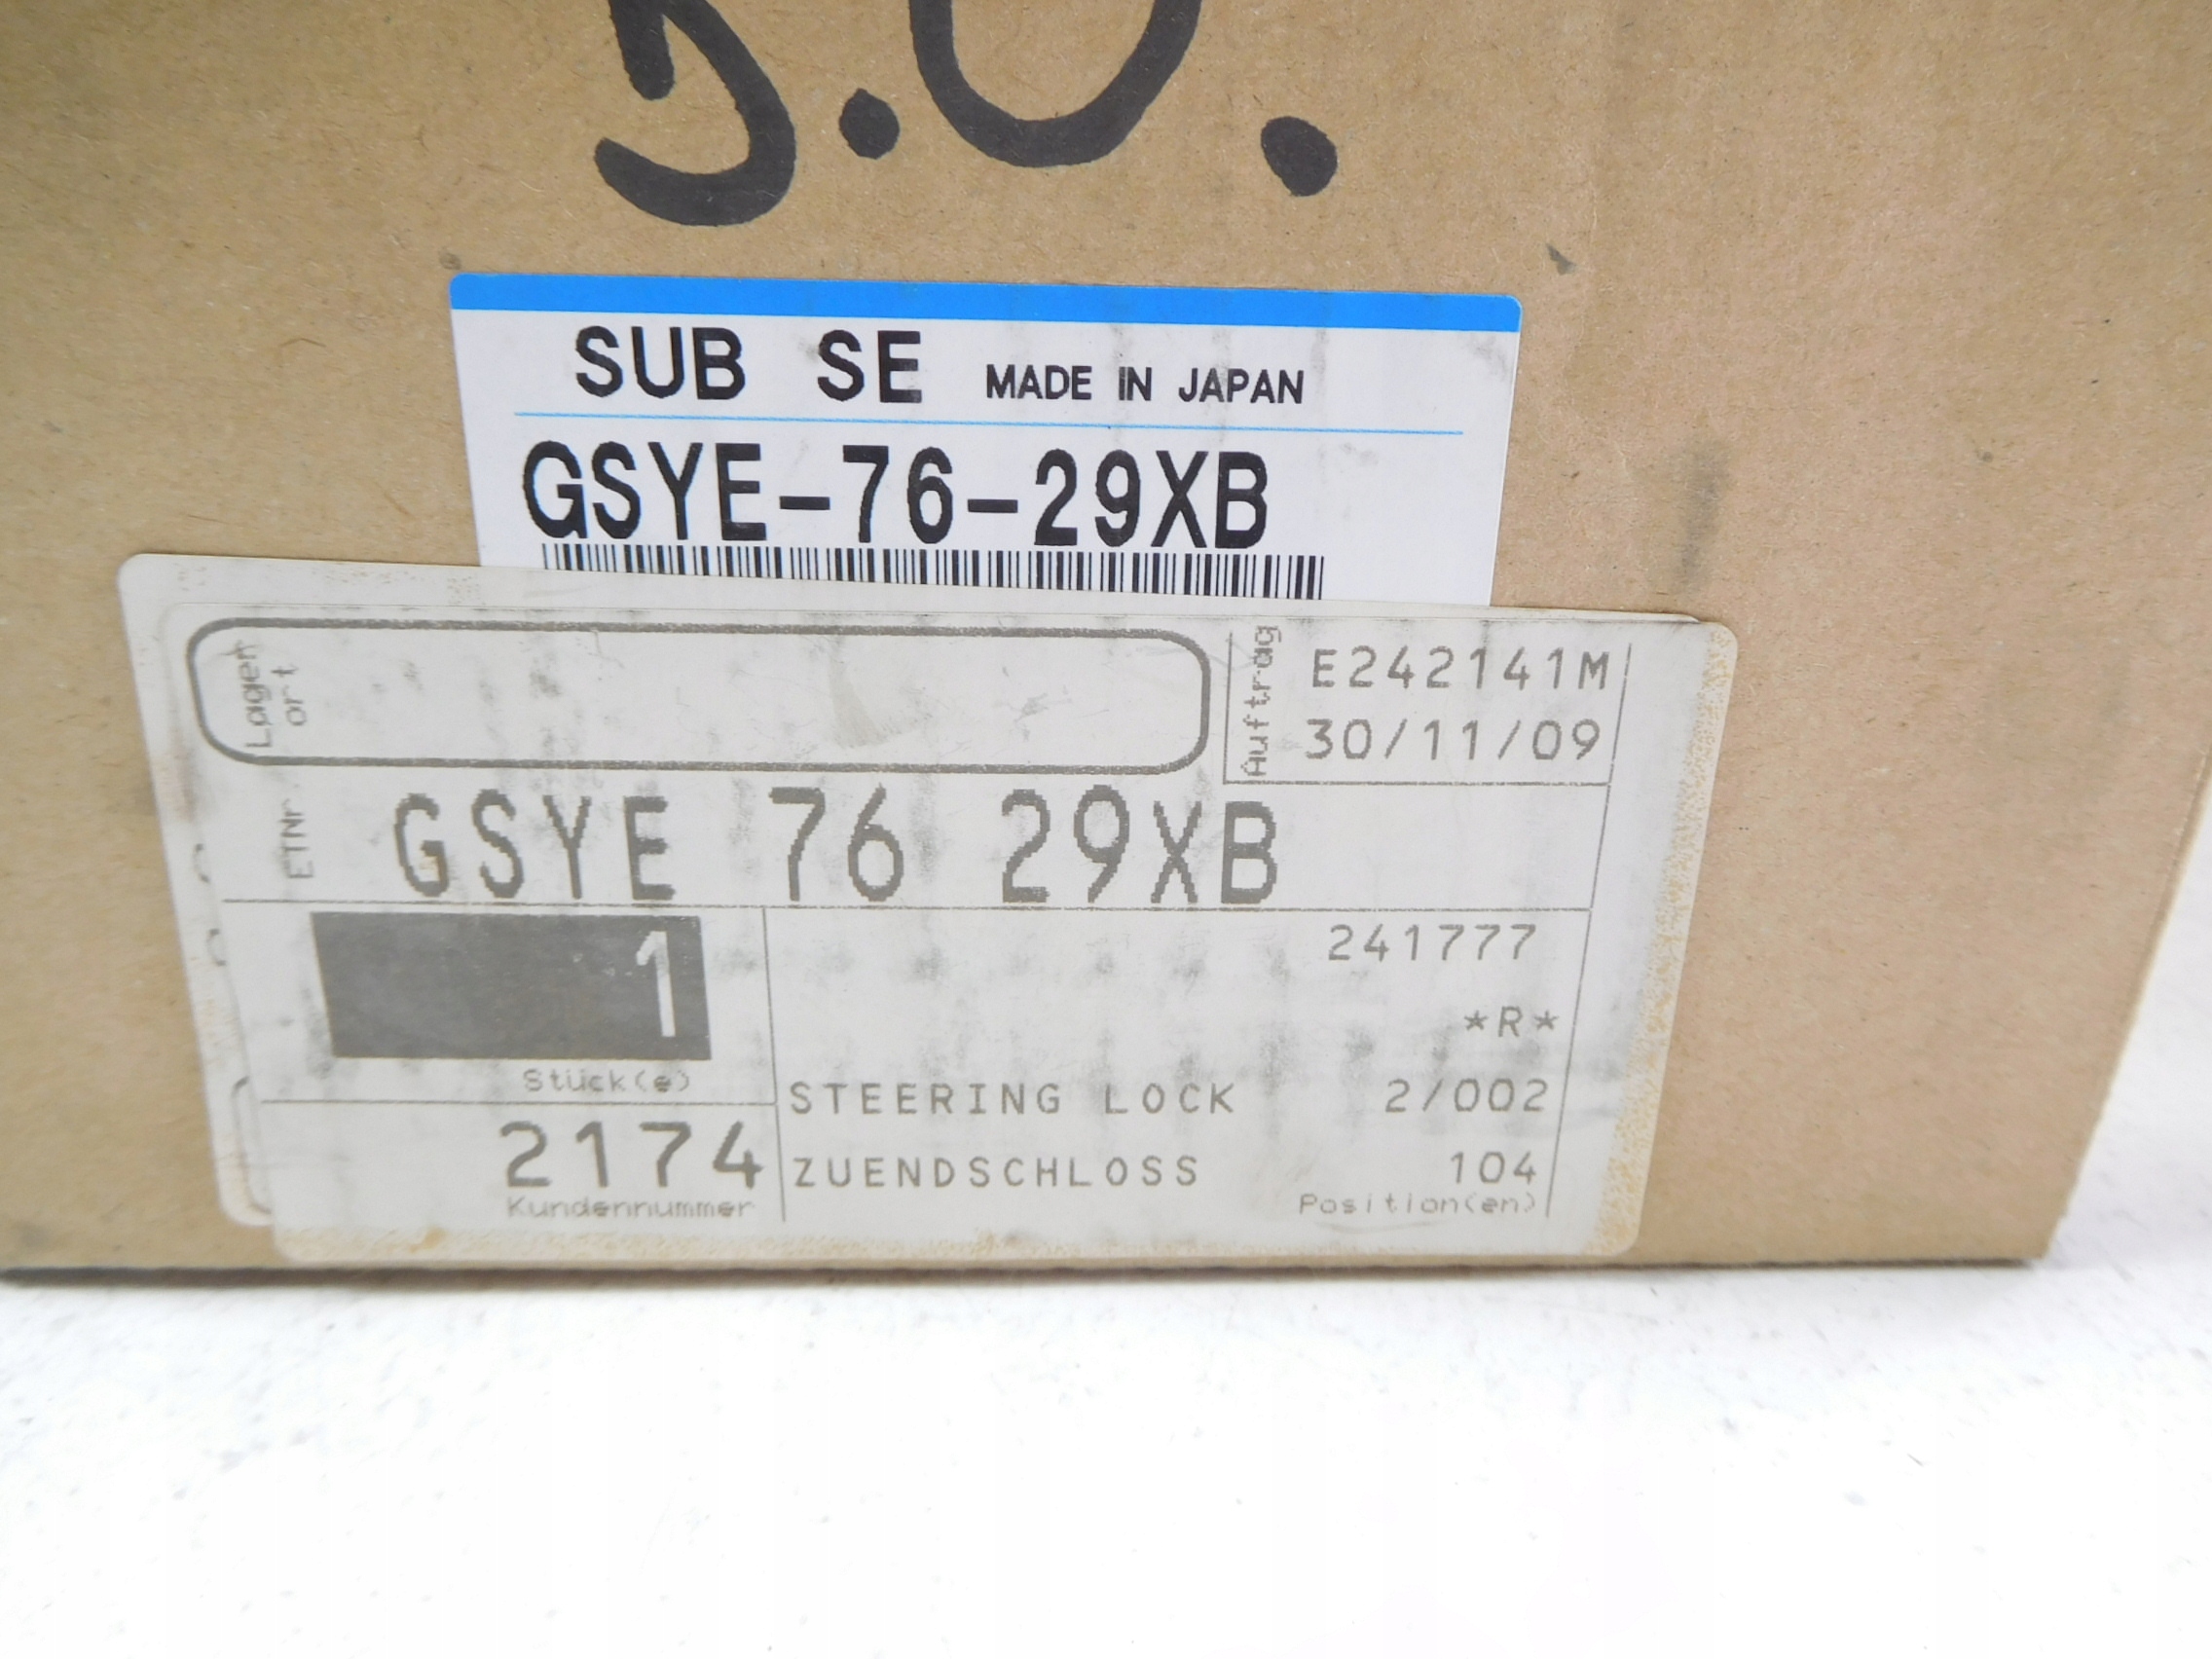 SUB SE MADE IN JAPAN
GSYE-76-29XB
Lager
ort
Auftrag
E242141M
30/11/09
ETNr.
GSYE 76 29XB
1
Stück(e)
241777
*R*
STEERING LOCK 2/002
2174
ZUENDSCHLOSS 104
Kundennummer
Position(en)